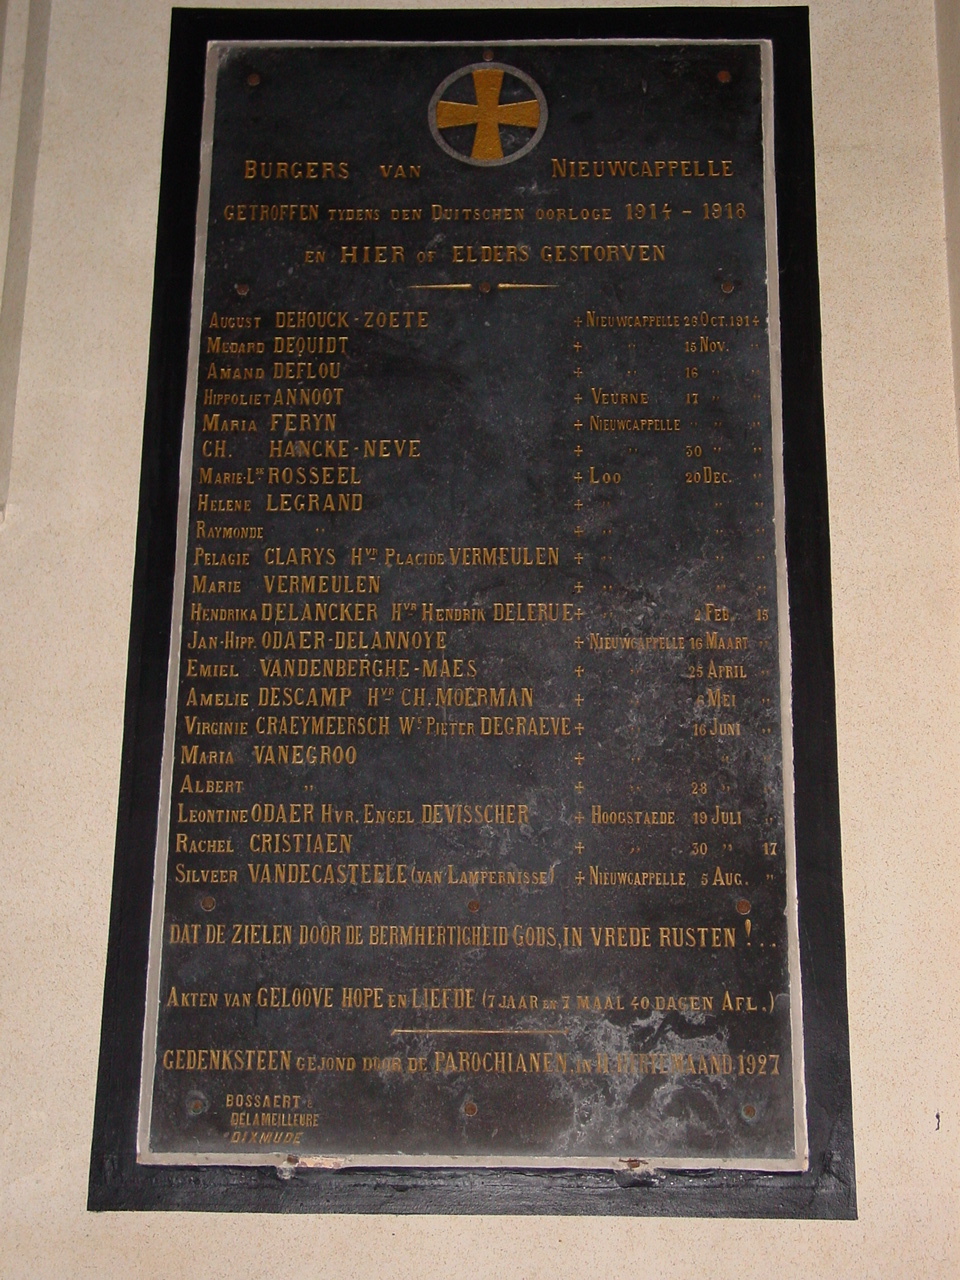 BURGERS VAN NIEUWCAPPELLE
GETROFFEN TYDENS DEN DUITSCHEN OORLOGE 1914 - 1918
EN HIER OF ELDERS GESTORVEN
AUGUST DEHOUCK-ZOETE + NIEUWCAPPELLE 28 OCT. 1914
MEDARD DEQUIDT + " 15 NOV. "
AMAND DEFLOU + " 16 " "
HIPPOLIET ANNOOT + VEURNE 17 " "
MARIA FERYN + NIEUWCAPPELLE " " "
CH. HANCKE-NEVE + " 30 " "
MARIE-LSE ROSSEEL + LOO 20 DEC. "
HELENE LEGRAND + " " " "
RAYMONDE " + " " " "
PELAGIE CLARYS HVR PLACIDE VERMEULEN + " " " "
MARIE VERMEULEN + " " " "
HENDRIKA DELANCKER HVR HENDRIK DELERUE + " 2 FEB. 15
JAN-HIPP. ODAER-DELANNOYE + NIEUWCAPPELLE 16 MAART "
EMIEL VANDENBERGHE-MAES + " 25 APRIL "
AMELIE DESCAMP HVR CH. MOERMAN + " 6 MEI "
VIRGINIE CRAEYMEERSCH WE PIETER DEGRAEVE + " 16 JUNI "
MARIA VANEGROO + " " " "
ALBERT " + " 28 " "
LEONTINE ODAER HVR. ENGEL DEVISSCHER + HOOGSTAEDE 19 JULI "
RACHEL CRISTIAEN + " 30 " 17
SILVEER VANDECASTEELE (VAN LAMPERNISSE) + NIEUWCAPPELLE 5 AUG. "
DAT DE ZIELEN DOOR DE BERMHERTIGHEID GODS, IN VREDE RUSTEN !...
AKTEN VAN GELOOVE HOPE EN LIEFDE (7 JAAR EN 7 MAAL 40 DAGEN AFL.)
GEDENKSTEEN GEJOND DOOR DE PAROCHIANEN IN HERTEMAAND 1927
BOSSAERT &
DELAMEILLEURE
DIXMUDE